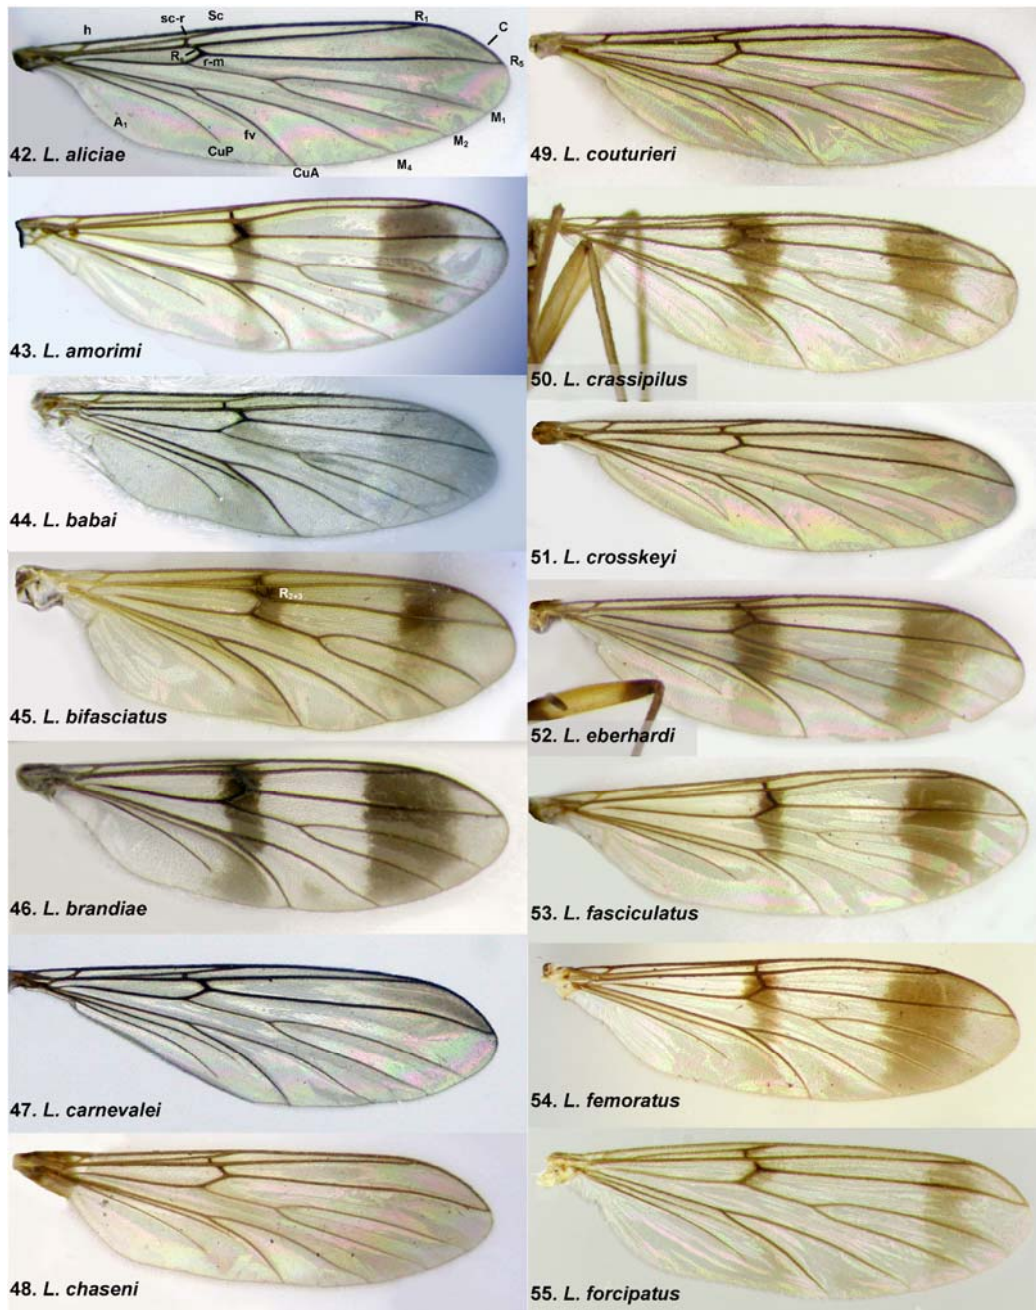 h
sc-r
Sc
R1
C
Rs
r-m
R5
A1
fv
M1
CuP
M2
CuA
M4
42. L. aliciae
43. L. amorimi
44. L. babai
R2+3
45. L. bifasciatus
46. L. brandiae
47. L. carnevalei
48. L. chaseni
49. L. couturieri
50. L. crassipilus
51. L. crosskeyi
52. L. eberhardi
53. L. fasciculatus
54. L. femoratus
55. L. forcipatus